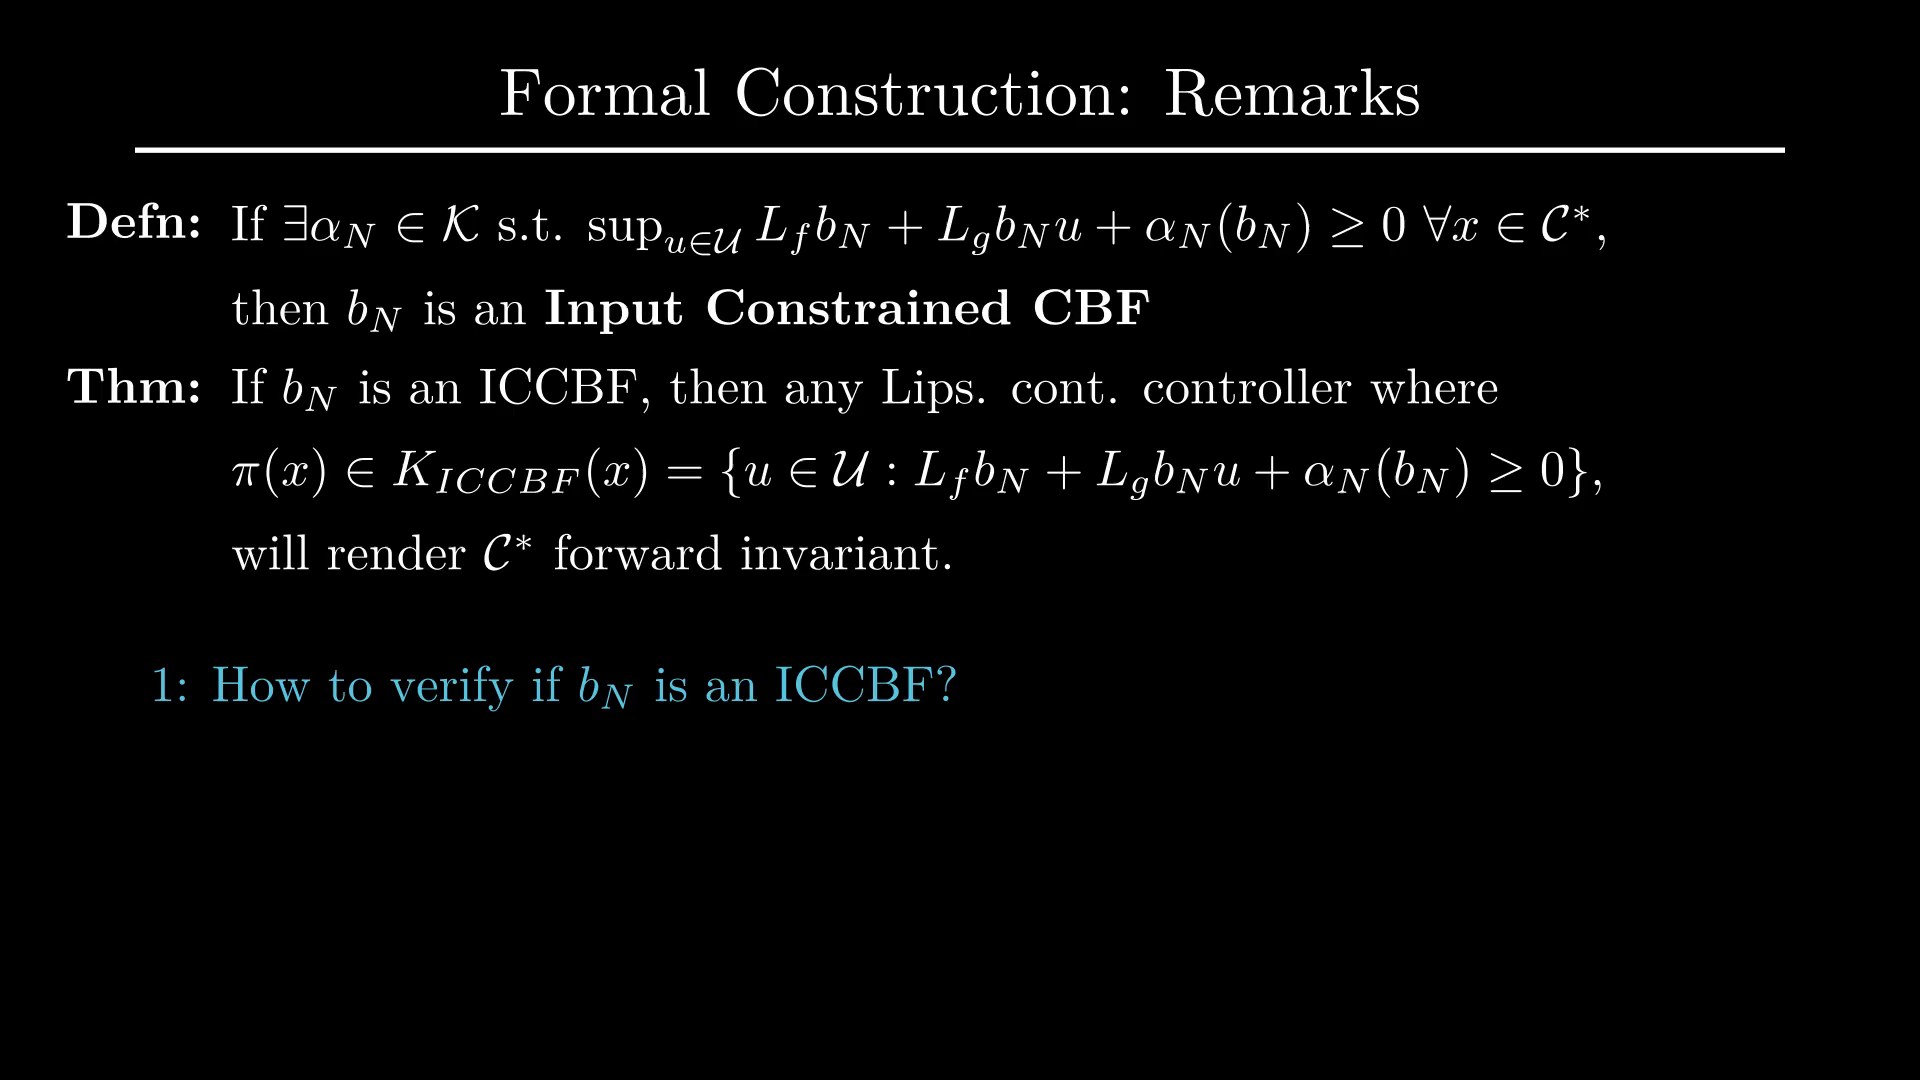 Formal Construction: Remarks
Defn: If ∃α_N ∈ 𝒦 s.t. sup_{u∈𝒰} L_f b_N + L_g b_N u + α_N(b_N) ≥ 0 ∀x ∈ 𝒞*,
then b_N is an Input Constrained CBF
Thm: If b_N is an ICCBF, then any Lips. cont. controller where
π(x) ∈ K_{ICCBF}(x) = {u ∈ 𝒰 : L_f b_N + L_g b_N u + α_N(b_N) ≥ 0},
will render 𝒞* forward invariant.
1: How to verify if b_N is an ICCBF?